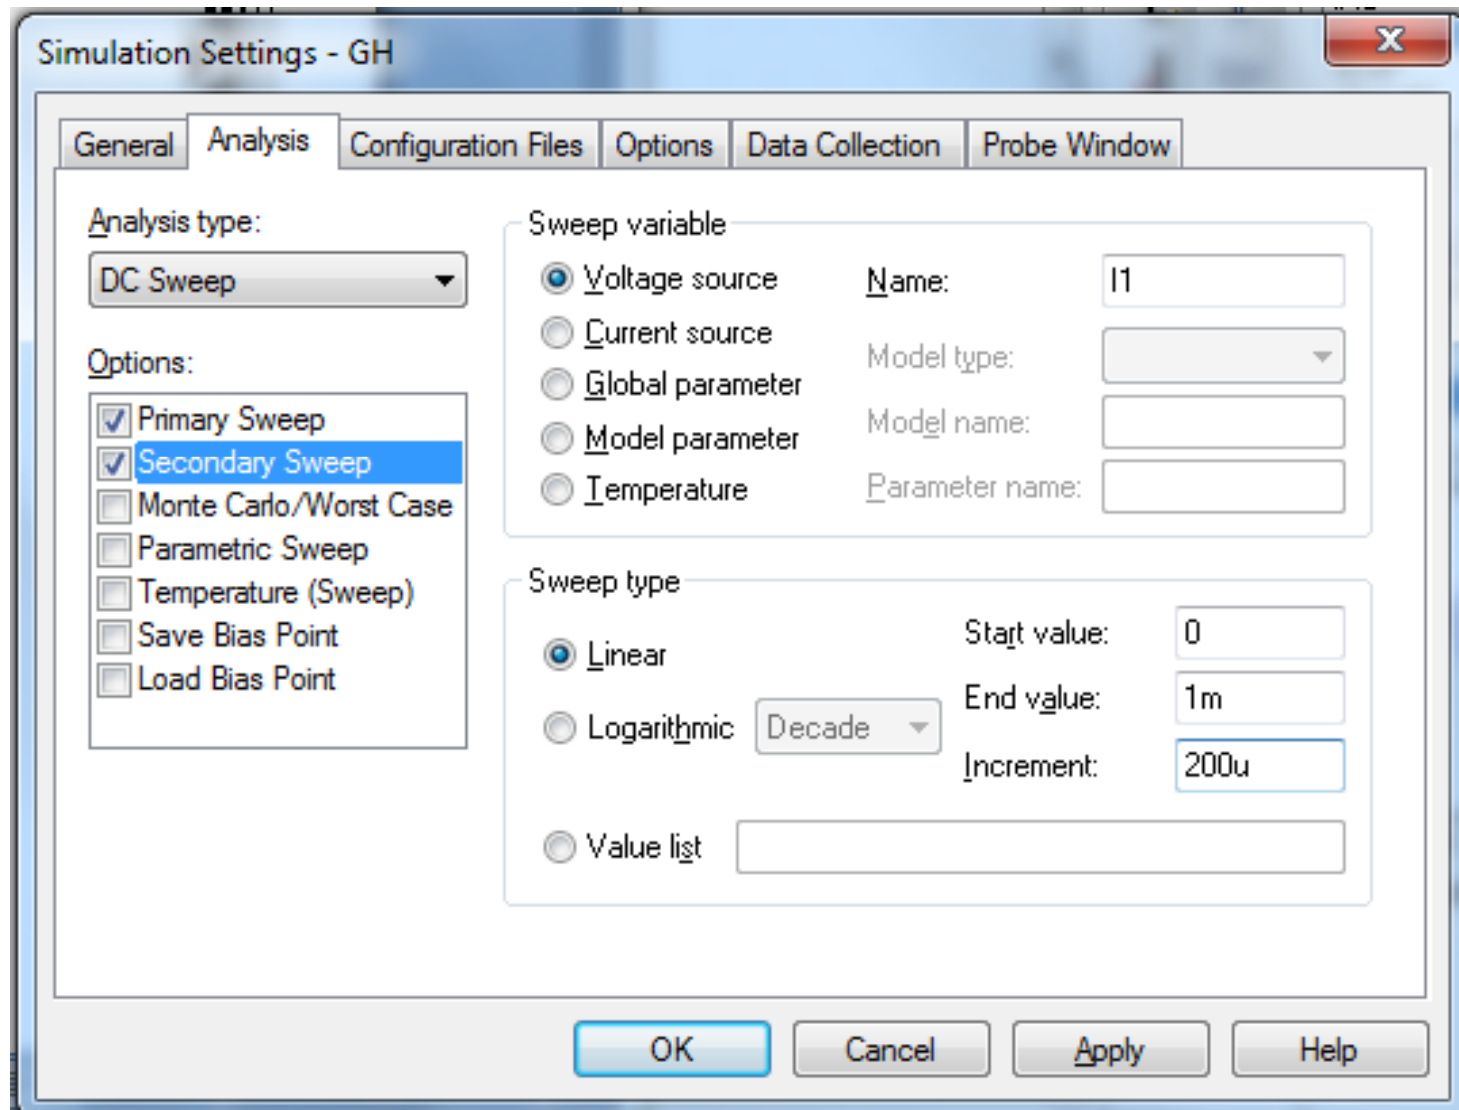 Simulation Settings - GH
General Analysis Configuration Files Options Data Collection Probe Window
Analysis type:
DC Sweep
Options:
Primary Sweep
Secondary Sweep
Monte Carlo/Worst Case
Parametric Sweep
Temperature (Sweep)
Save Bias Point
Load Bias Point
Sweep variable
Voltage source
Current source
Global parameter
Model parameter
Temperature
Name: I1
Model type:
Model name:
Parameter name:
Sweep type
Linear
Logarithmic Decade
Start value: 0
End value: 1m
Increment: 200u
Value list
OK Cancel Apply Help